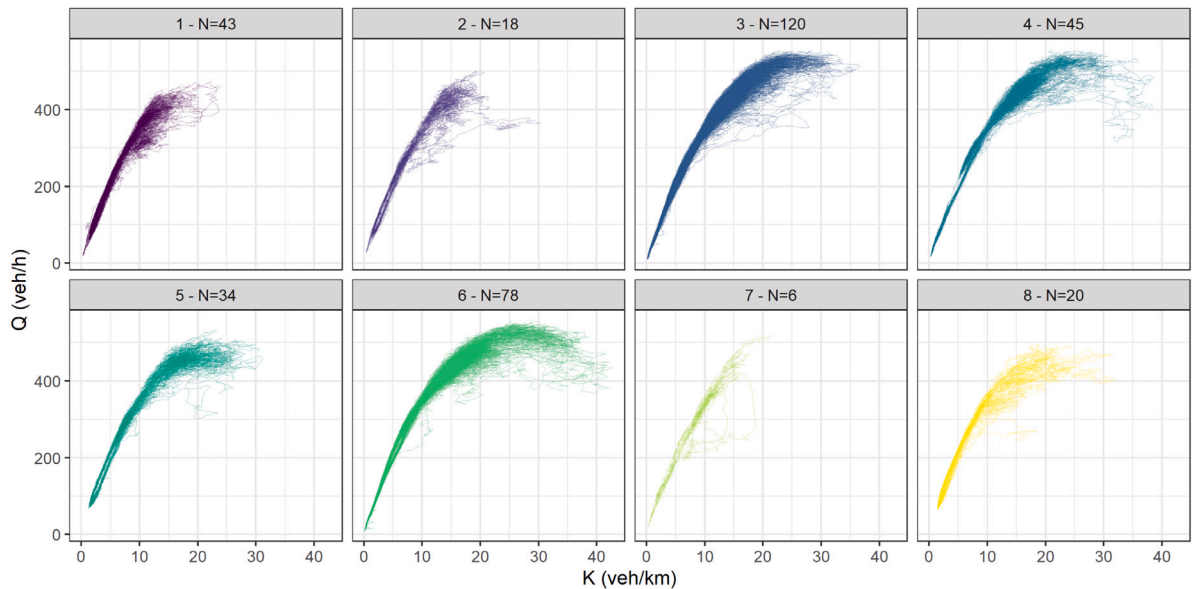 1 - N=43
2 - N=18
3 - N=120
4 - N=45
400
200
0
5 - N=34
6 - N=78
7 - N=6
8 - N=20
400
200
0
0 10 20 30 40
0 10 20 30 40
0 10 20 30 40
0 10 20 30 40
Q (veh/h)
K (veh/km)